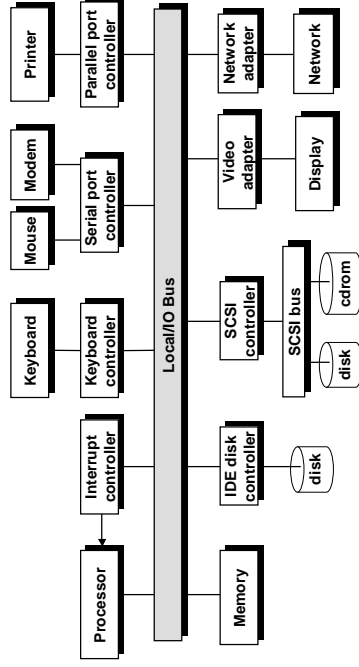 Keyboard
Mouse
Modem
Printer
Processor
Interrupt
controller
Keyboard
controller
Serial port
controller
Parallel port
controller
Local/IO Bus
Memory
IDE disk
controller
SCSI
controller
Video
adapter
Network
adapter
disk
SCSI bus
disk
cdrom
Display
Network